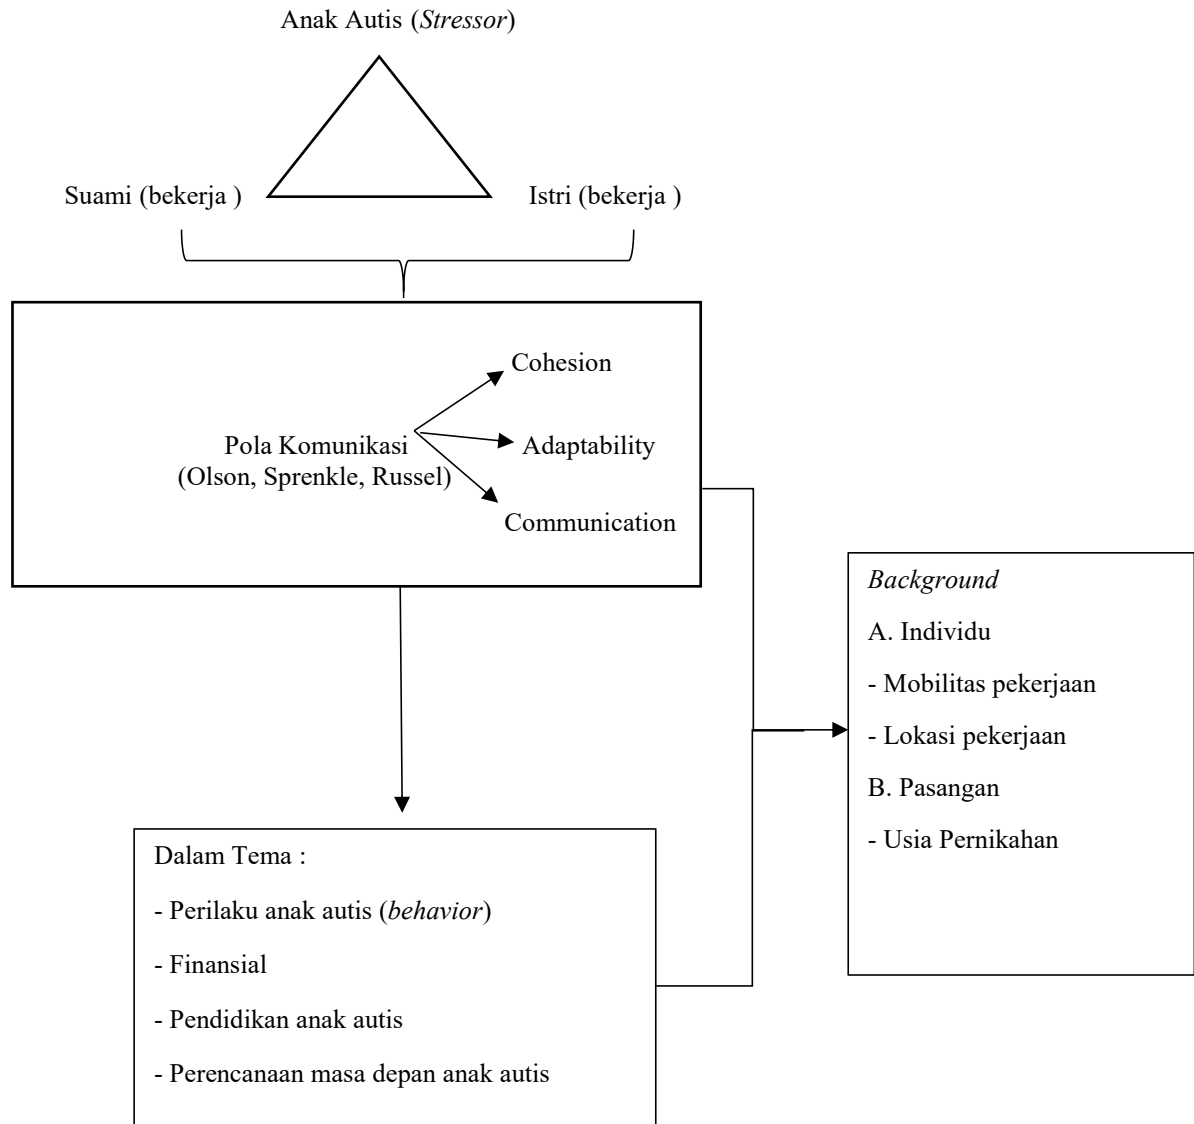 Anak Autis (Stressor)
Suami (bekerja )
Istri (bekerja )
Cohesion
Pola Komunikasi
(Olson, Sprenkle, Russel)
Adaptability
Communication
Background
A. Individu
- Mobilitas pekerjaan
- Lokasi pekerjaan
B. Pasangan
- Usia Pernikahan
Dalam Tema :
- Perilaku anak autis (behavior)
- Finansial
- Pendidikan anak autis
- Perencanaan masa depan anak autis